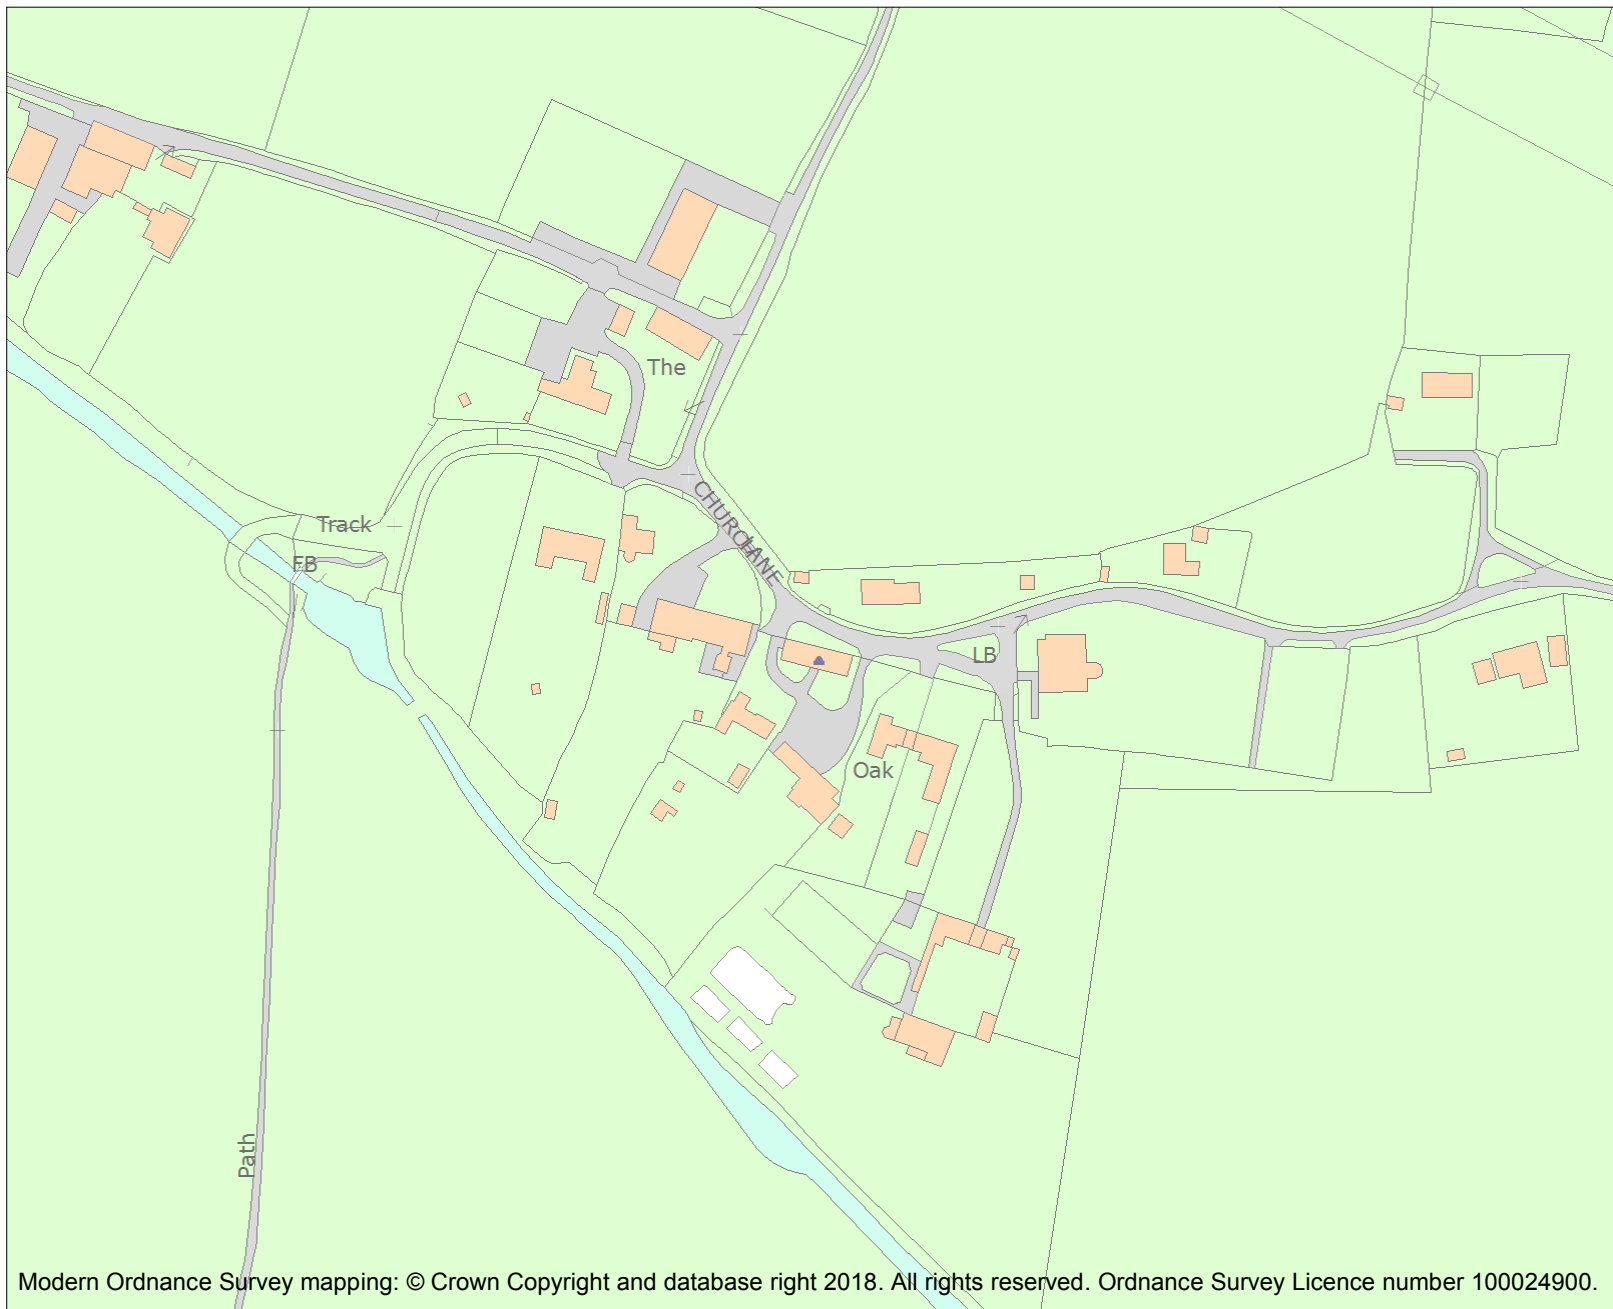 The
CHURCH
LANE
Track
FB
LB
Oak
Path
Modern Ordnance Survey mapping: © Crown Copyright and database right 2018. All rights reserved. Ordnance Survey Licence number 100024900.